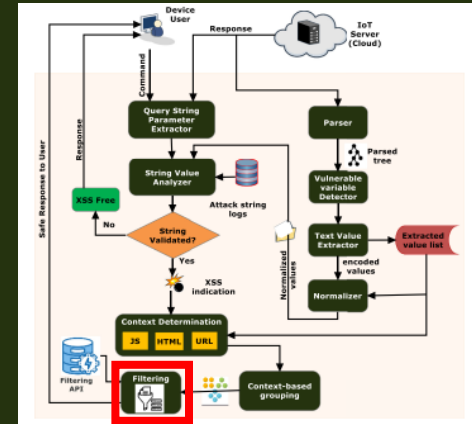 Device
User
Response
IoT
Server
(Cloud)
Command
Response
Safe Response to User
Query String
Parameter
Extractor
Parser
Parsed
tree
String Value
Analyzer
Attack string
logs
Vulnerable
variable
Detector
XSS Free
No
String
Validated?
Yes
Normalized
values
Text Value
Extractor
Extracted
value list
encoded
values
Normalizer
XSS
indication
Context Determination
JS
HTML
URL
Filtering
API
Filtering
Context-based
grouping